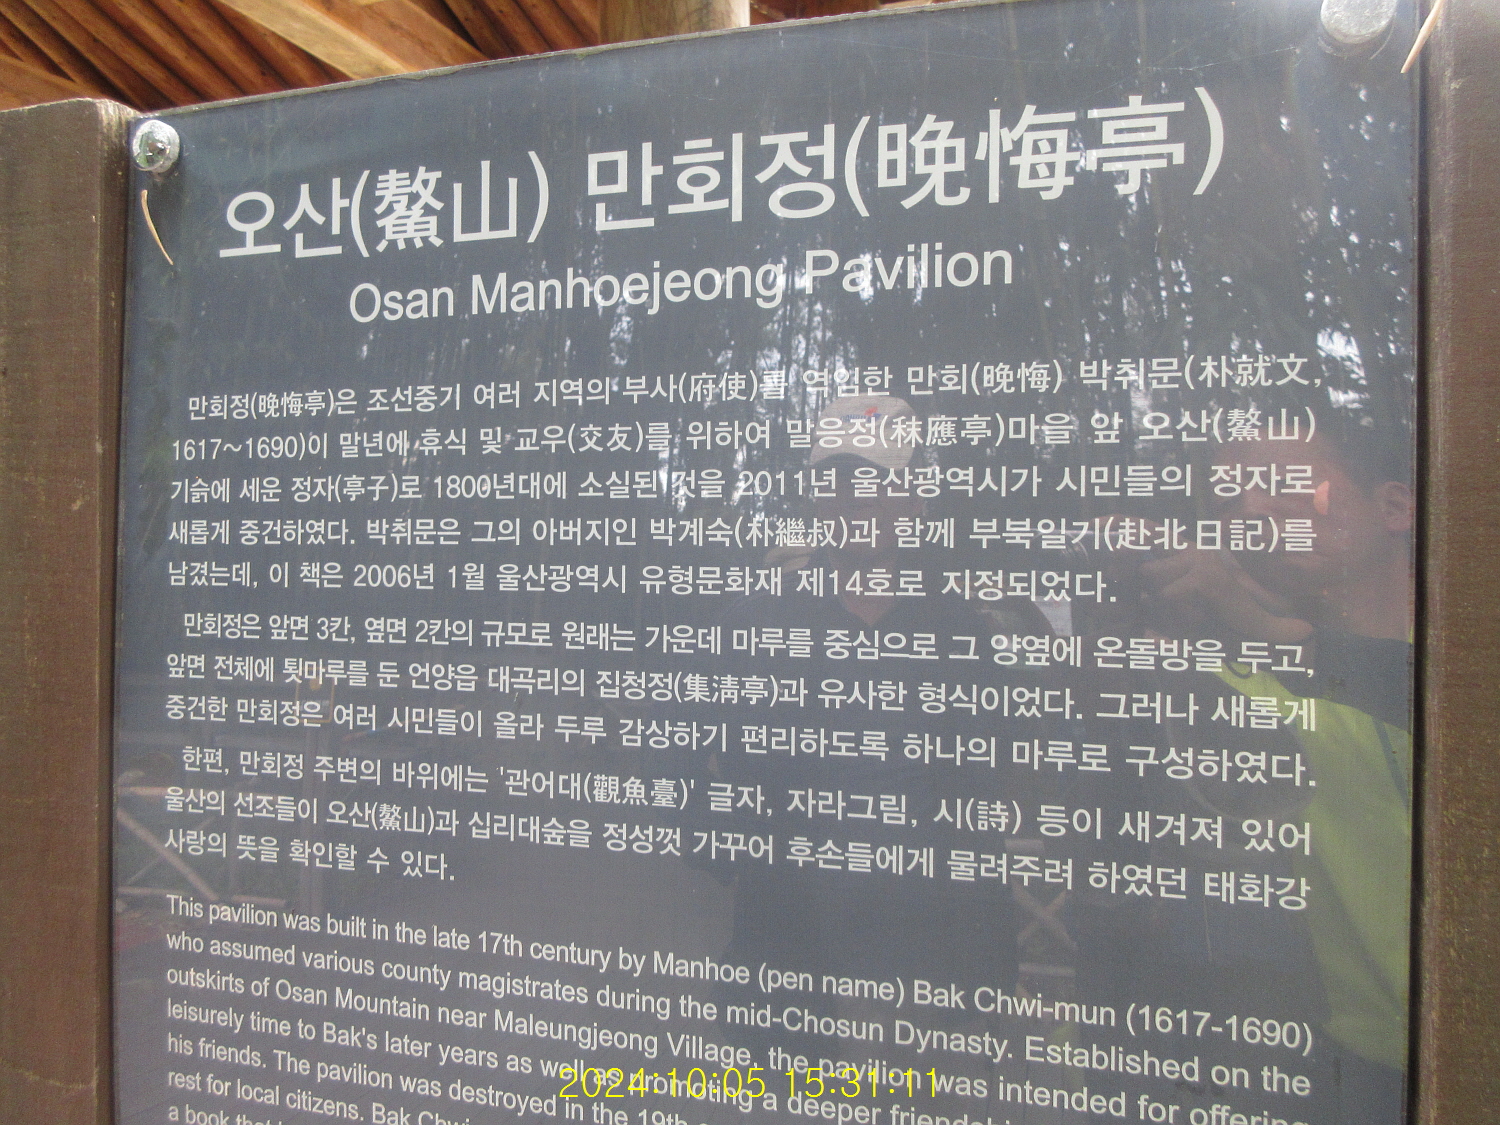 오산(鰲山) 만회정(晩悔亭)
Osan Manhoejeong Pavilion
만회정(晩悔亭)은 조선중기 여러 지역의 부사(府使)를 역임한 만회(晩悔) 박취문(朴就文,
1617~1690)이 말년에 휴식 및 교우(交友)를 위하여 말응정(秣應亭)마을 앞 오산(鰲山)
기슭에 세운 정자(亭子)로 1800년대에 소실된 것을 2011년 울산광역시가 시민들의 정자로
새롭게 중건하였다. 박취문은 그의 아버지인 박계숙(朴繼叔)과 함께 부북일기(赴北日記)를
남겼는데, 이 책은 2006년 1월 울산광역시 유형문화재 제14호로 지정되었다.
만회정은 앞면 3칸, 옆면 2칸의 규모로 원래는 가운데 마루를 중심으로 그 양옆에 온돌방을 두고,
앞면 전체에 툇마루를 둔 언양읍 대곡리의 집청정(集淸亭)과 유사한 형식이었다. 그러나 새롭게
중건한 만회정은 여러 시민들이 올라 두루 감상하기 편리하도록 하나의 마루로 구성하였다.
한편, 만회정 주변의 바위에는 '관어대(觀魚臺)' 글자, 자라그림, 시(詩) 등이 새겨져 있어
울산의 선조들이 오산(鰲山)과 십리대숲을 정성껏 가꾸어 후손들에게 물려주려 하였던 태화강
사랑의 뜻을 확인할 수 있다.
This pavilion was built in the late 17th century by Manhoe (pen name) Bak Chwi-mun (1617-1690)
who assumed various county magistrates during the mid-Chosun Dynasty. Established on the
outskirts of Osan Mountain near Maleungjeong Village, the pavilion was intended for offering
leisurely time to Bak's later years as well as promoting a deeper
his friends. The pavilion was destroyed in the 19th
rest for local citizens. Bak
a book
2024:10:05 15:31:11